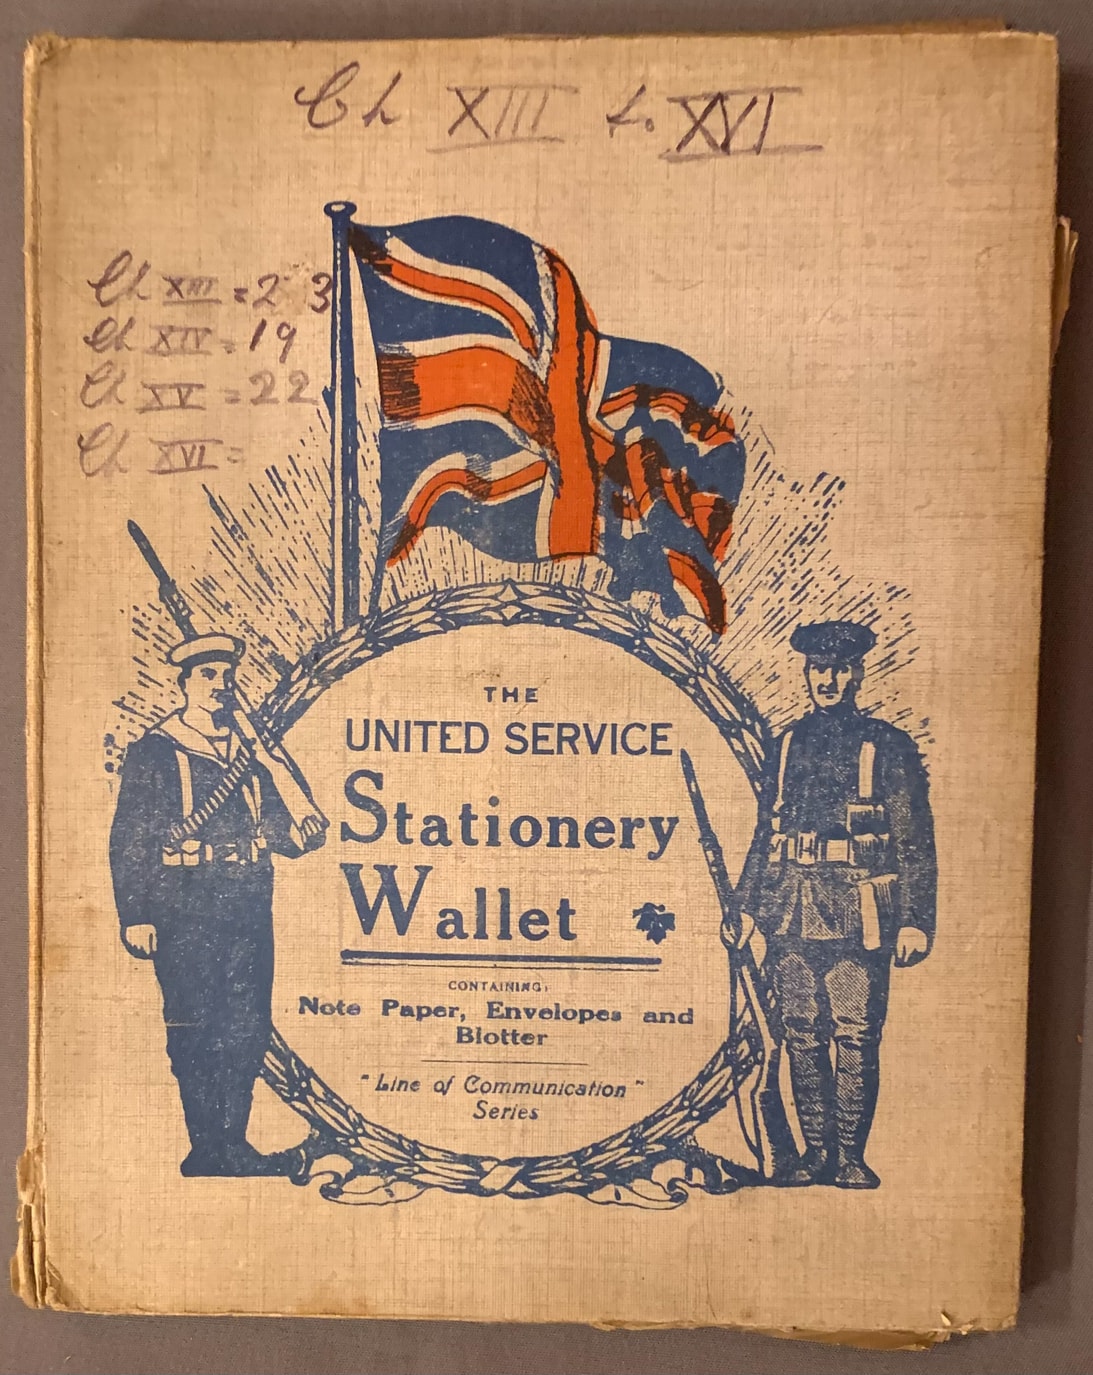 Ch XIII to XVI
Ch XIII = 23
Ch XIV = 19
Ch XV = 22
Ch XVI =
THE
UNITED SERVICE
Stationery
Wallet
CONTAINING:
Note Paper, Envelopes and
Blotter
"Line of Communication"
Series